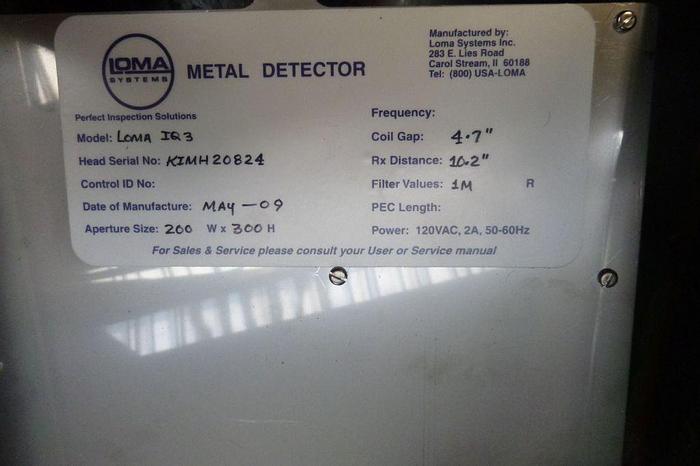 LOMA
SYSTEMS
METAL DETECTOR
Manufactured by:
Loma Systems Inc.
283 E. Lies Road
Carol Stream, Il 60188
Tel: (800) USA-LOMA
Perfect Inspection Solutions
Model: LOMA IQ3
Head Serial No: KIMH20824
Control ID No:
Date of Manufacture: MAY - 09
Aperture Size: 200 W x 300 H
Frequency:
Coil Gap: 4.7"
Rx Distance: 10.2"
Filter Values: 1M R
PEC Length:
Power: 120VAC, 2A, 50-60Hz
For Sales & Service please consult your User or Service manual